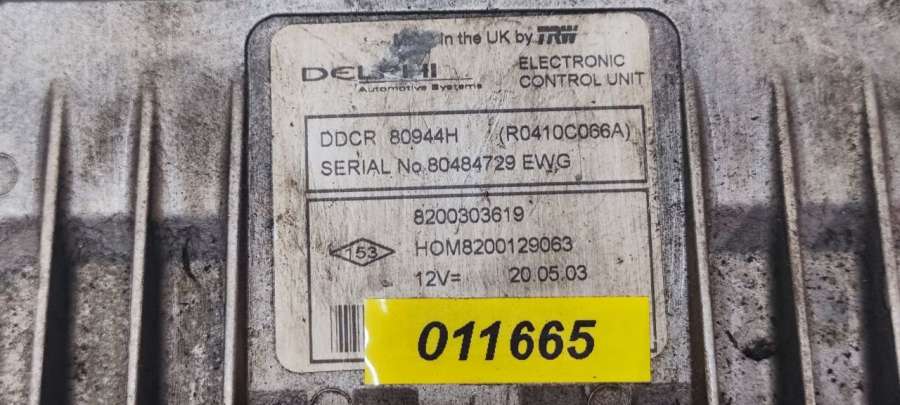 in the UK by TRW
DELPHI
Automotive Systems
ELECTRONIC
CONTROL UNIT
DDCR 80944H (R0410C066A)
SERIAL No 80484729 EWG
8200303619
153
HOM8200129063
12V= 20.05.03
011665